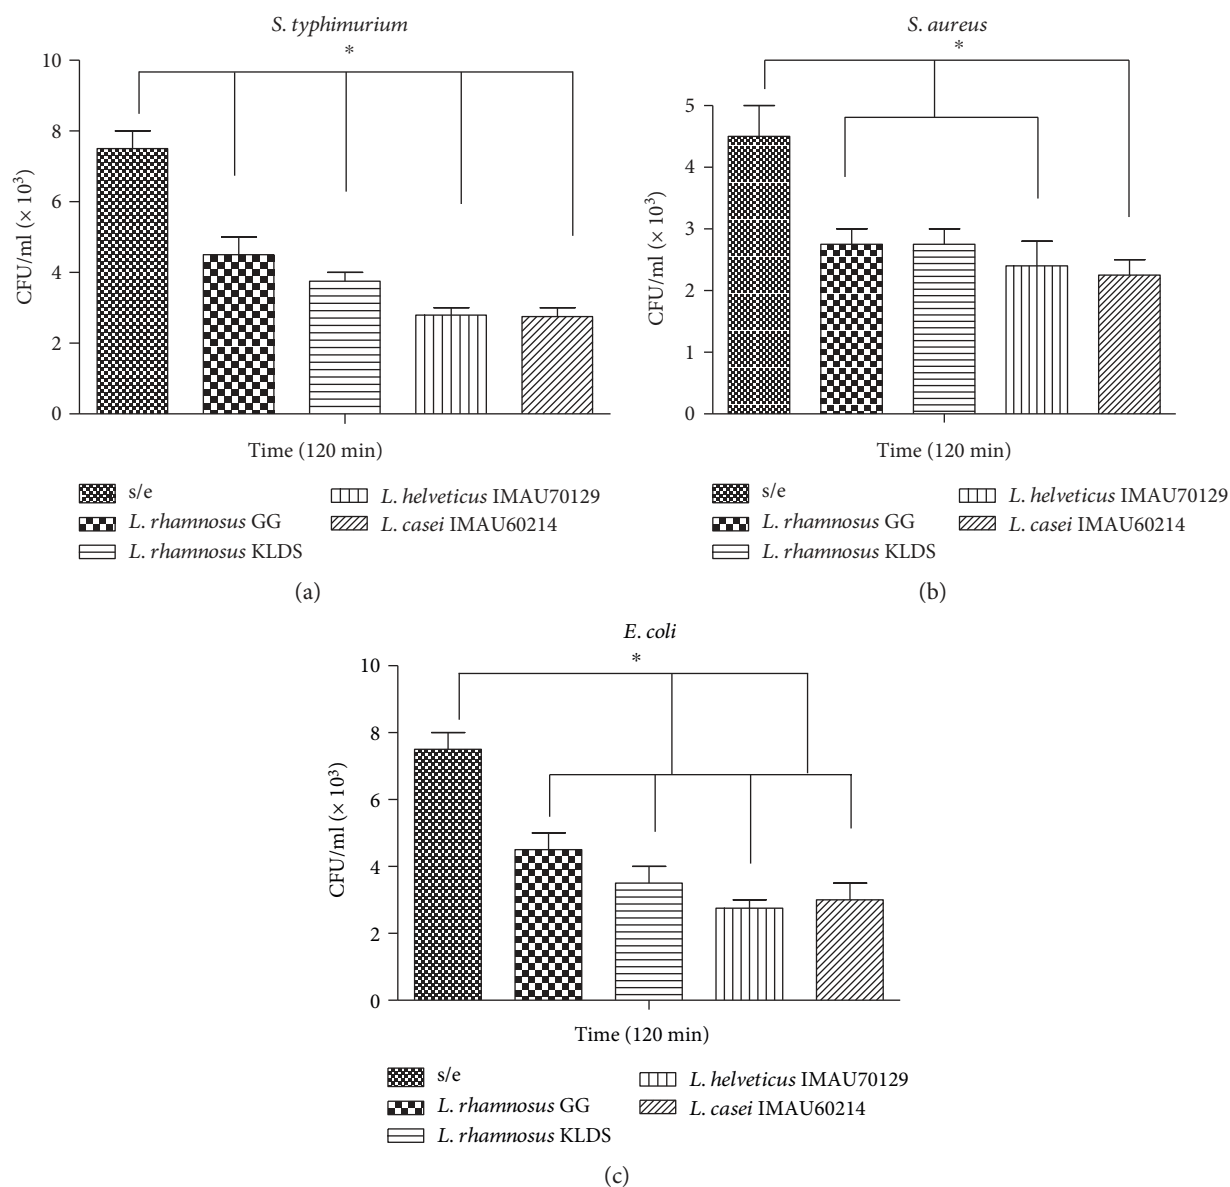 S. typhimurium
*
10
8
6
4
2
0
CFU/ml (× 10³)
Time (120 min)
s/e
L. rhamnosus GG
L. rhamnosus KLDS
L. helveticus IMAU70129
L. casei IMAU60214
(a)
S. aureus
*
5
4
3
2
1
0
CFU/ml (× 10³)
Time (120 min)
s/e
L. rhamnosus GG
L. rhamnosus KLDS
L. helveticus IMAU70129
L. casei IMAU60214
(b)
E. coli
*
10
8
6
4
2
0
CFU/ml (× 10³)
Time (120 min)
s/e
L. rhamnosus GG
L. rhamnosus KLDS
L. helveticus IMAU70129
L. casei IMAU60214
(c)